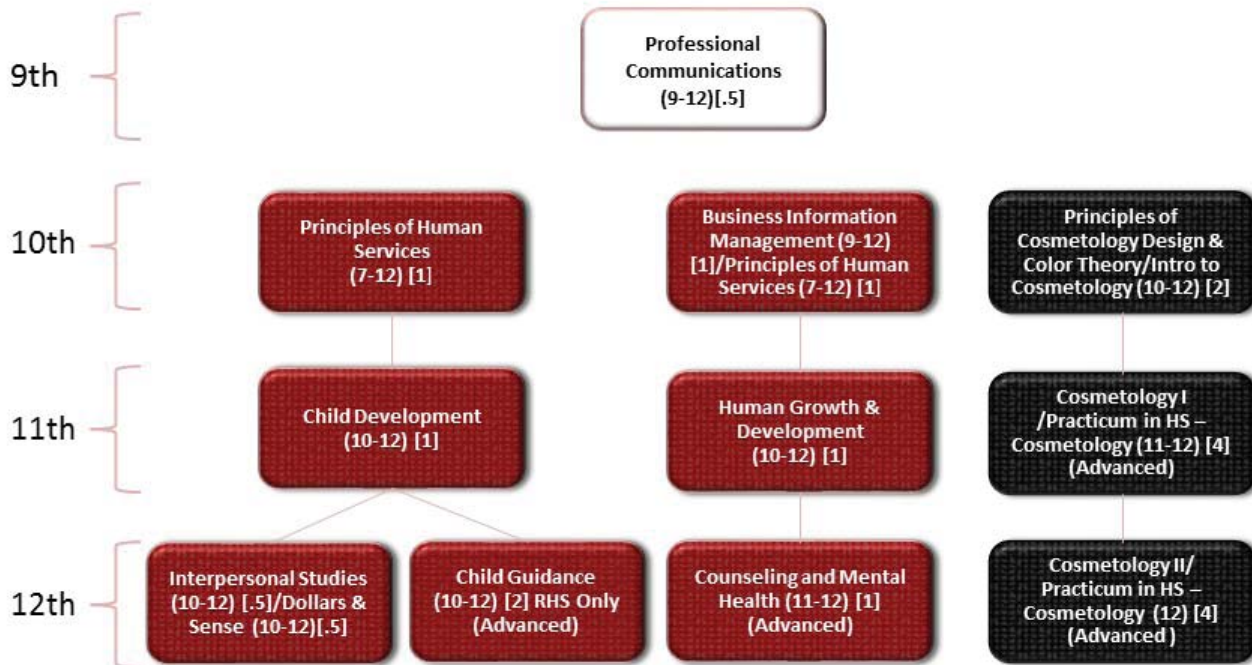 9th
Professional
Communications
(9-12)[.5]
10th
Principles of Human
Services
(7-12) [1]
Business Information
Management (9-12)
[1]/Principles of Human
Services (7-12) [1]
Principles of
Cosmetology Design &
Color Theory/Intro to
Cosmetology (10-12) [2]
11th
Child Development
(10-12) [1]
Human Growth &
Development
(10-12) [1]
Cosmetology I
/Practicum in HS –
Cosmetology (11-12) [4]
(Advanced)
12th
Interpersonal Studies
(10-12) [.5]/Dollars &
Sense (10-12)[.5]
Child Guidance
(10-12) [2] RHS Only
(Advanced)
Counseling and Mental
Health (11-12) [1]
(Advanced)
Cosmetology II/
Practicum in HS –
Cosmetology (12) [4]
(Advanced )